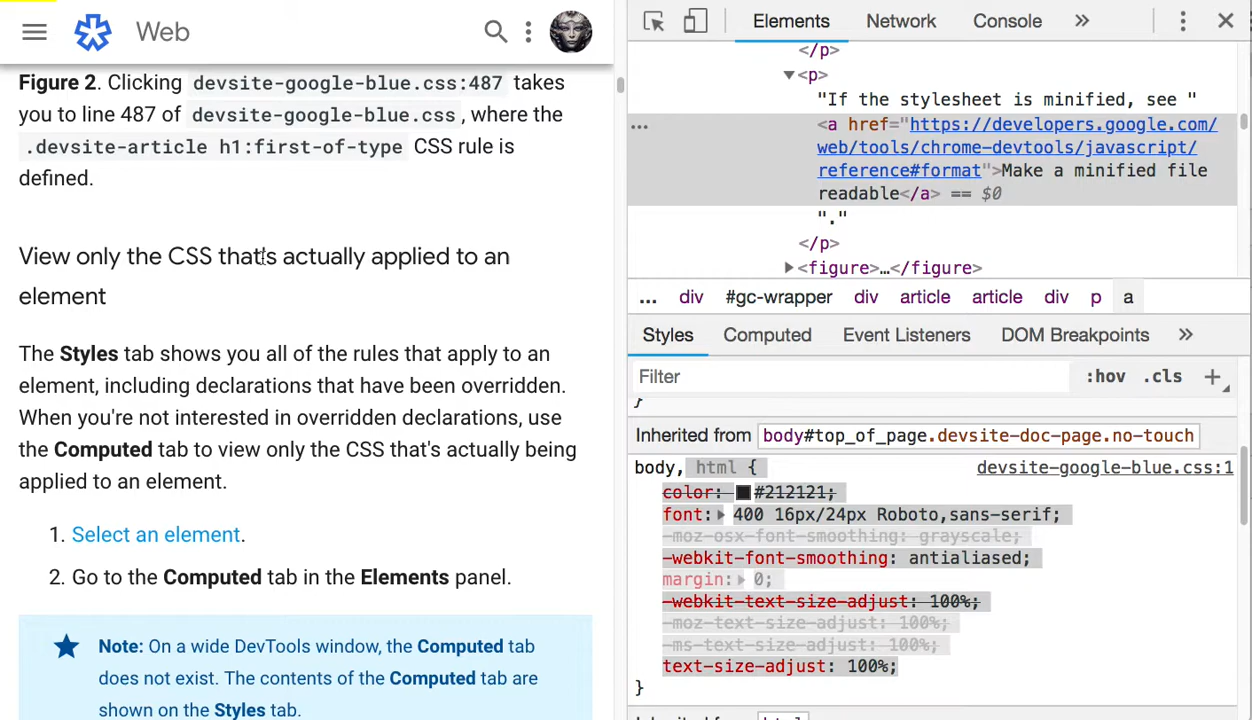 Web
Figure 2. Clicking devsite-google-blue.css:487 takes
you to line 487 of devsite-google-blue.css, where the
.devsite-article h1:first-of-type CSS rule is
defined.
View only the CSS that's actually applied to an
element
The Styles tab shows you all of the rules that apply to an
element, including declarations that have been overridden.
When you're not interested in overridden declarations, use
the Computed tab to view only the CSS that's actually being
applied to an element.
1. Select an element.
2. Go to the Computed tab in the Elements panel.
Note: On a wide DevTools window, the Computed tab
does not exist. The contents of the Computed tab are
shown on the Styles tab.
Elements Network Console »
</p>
▼<p>
"If the stylesheet is minified, see "
<a href="https://developers.google.com/
web/tools/chrome-devtools/javascript/
reference#format">Make a minified file
readable</a> == $0
"."
</p>
▶<figure>…</figure>
... div #gc-wrapper div article article div p a
Styles Computed Event Listeners DOM Breakpoints »
Filter :hov .cls +
}
Inherited from body#top_of_page.devsite-doc-page.no-touch
body, html { devsite-google-blue.css:1
color: #212121;
font:▶ 400 16px/24px Roboto,sans-serif;
-moz-osx-font-smoothing: grayscale;
-webkit-font-smoothing: antialiased;
margin:▶ 0;
-webkit-text-size-adjust: 100%;
-moz-text-size-adjust: 100%;
-ms-text-size-adjust: 100%;
text-size-adjust: 100%;
}